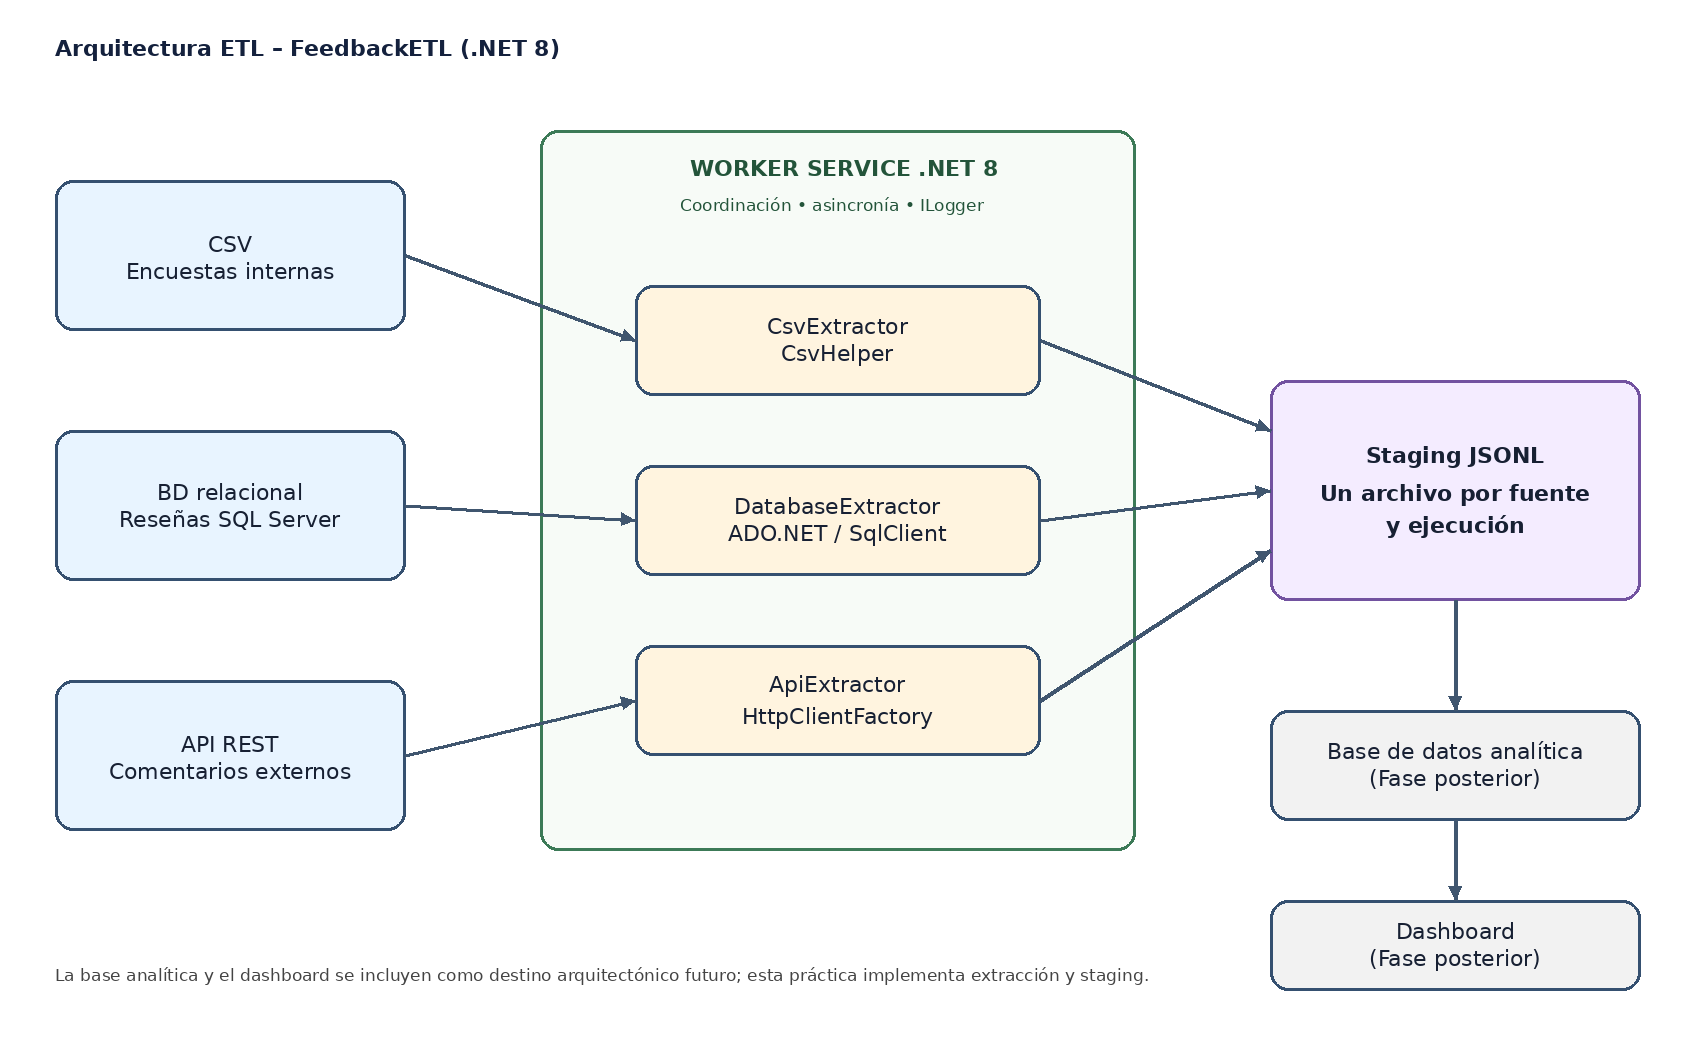 Arquitectura ETL – FeedbackETL (.NET 8)
WORKER SERVICE .NET 8
Coordinación • asincronía • ILogger
CSV
Encuestas internas
BD relacional
Reseñas SQL Server
API REST
Comentarios externos
CsvExtractor
CsvHelper
DatabaseExtractor
ADO.NET / SqlClient
ApiExtractor
HttpClientFactory
Staging JSONL
Un archivo por fuente
y ejecución
Base de datos analítica
(Fase posterior)
Dashboard
(Fase posterior)
La base analítica y el dashboard se incluyen como destino arquitectónico futuro; esta práctica implementa extracción y staging.